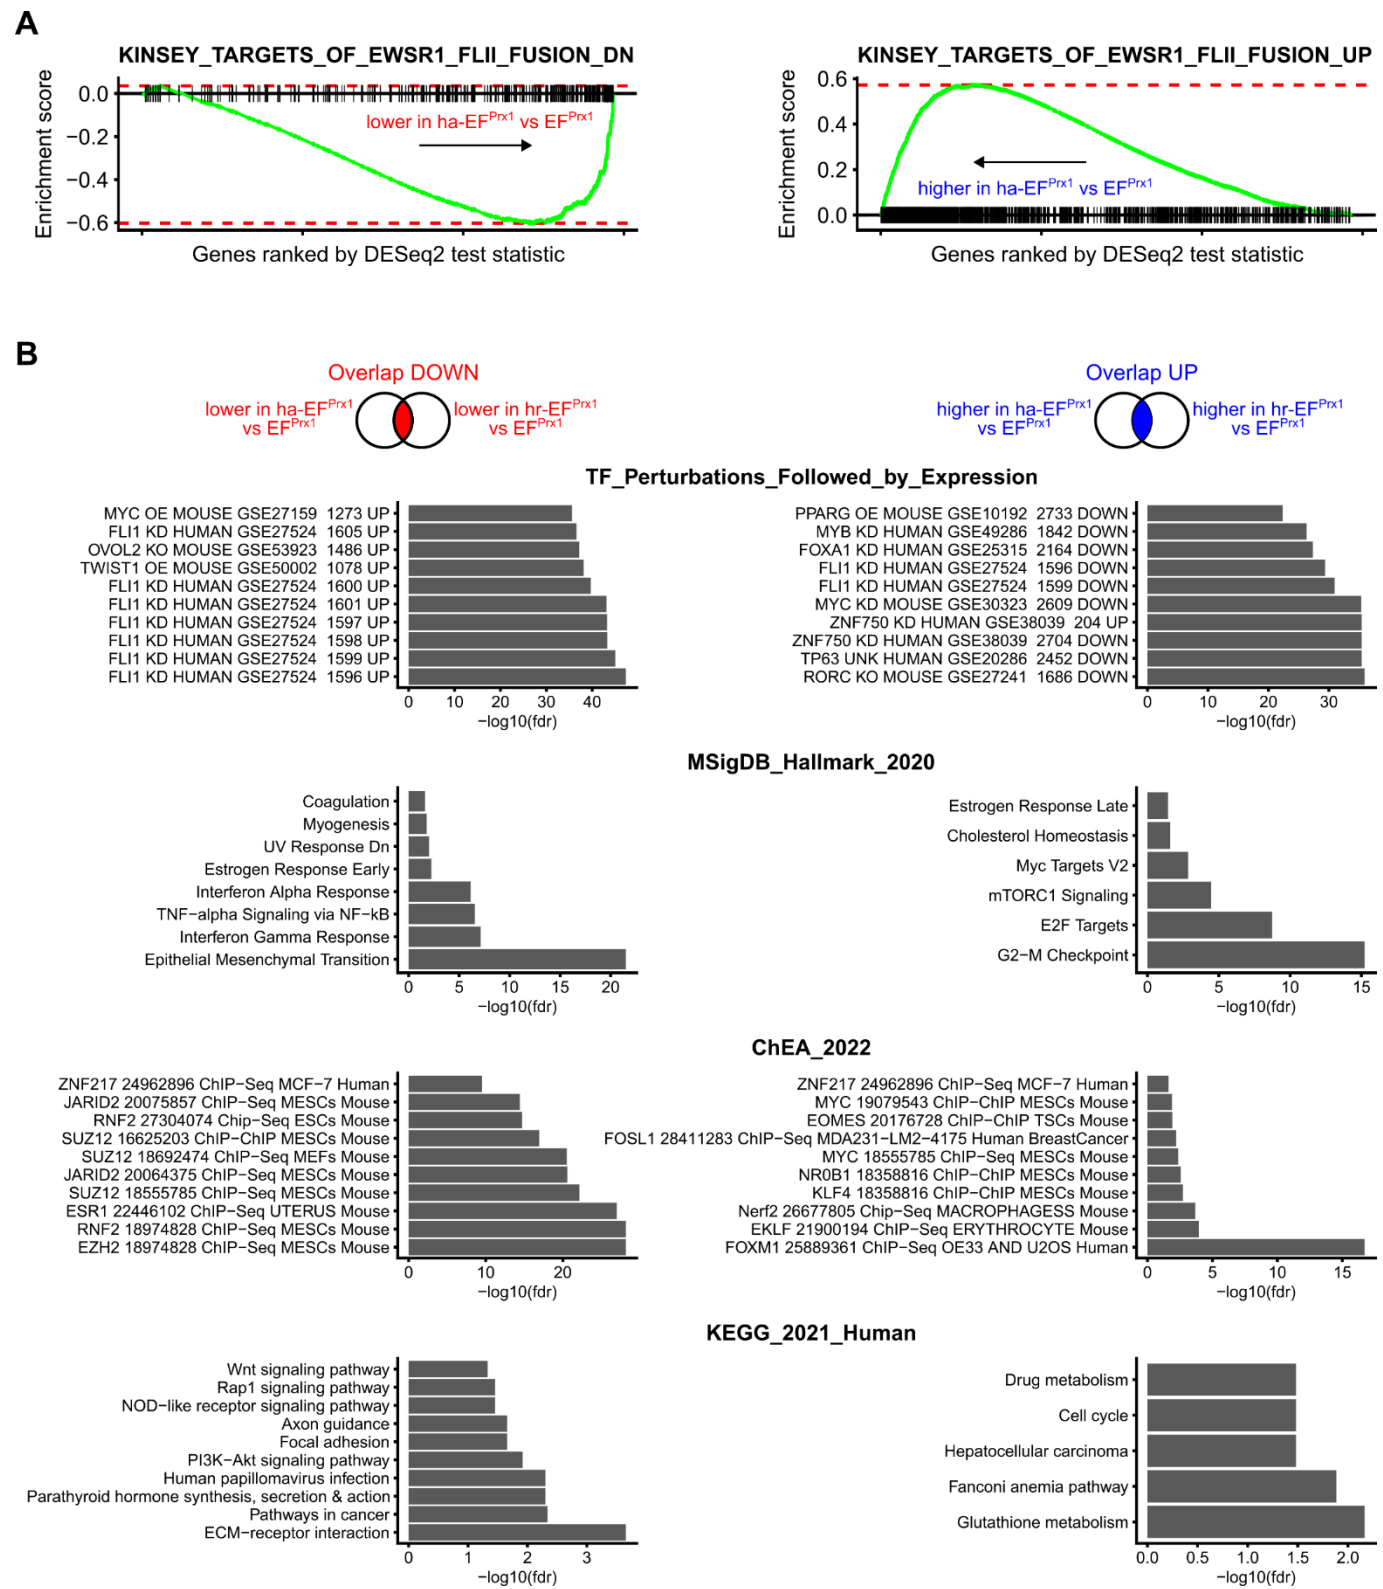 A
KINSEY_TARGETS_OF_EWSR1_FLII_FUSION_DN
0.0
−0.2
−0.4
−0.6
Enrichment score
lower in ha-EFPrx1 vs EFPrx1
Genes ranked by DESeq2 test statistic
KINSEY_TARGETS_OF_EWSR1_FLII_FUSION_UP
0.6
0.4
0.2
0.0
Enrichment score
higher in ha-EFPrx1 vs EFPrx1
Genes ranked by DESeq2 test statistic
B
Overlap DOWN
lower in ha-EFPrx1
vs EFPrx1
lower in hr-EFPrx1
vs EFPrx1
Overlap UP
higher in ha-EFPrx1
vs EFPrx1
higher in hr-EFPrx1
vs EFPrx1
TF_Perturbations_Followed_by_Expression
MYC OE MOUSE GSE27159 1273 UP
FLI1 KD HUMAN GSE27524 1605 UP
OVOL2 KO MOUSE GSE53923 1486 UP
TWIST1 OE MOUSE GSE50002 1078 UP
FLI1 KD HUMAN GSE27524 1600 UP
FLI1 KD HUMAN GSE27524 1601 UP
FLI1 KD HUMAN GSE27524 1597 UP
FLI1 KD HUMAN GSE27524 1598 UP
FLI1 KD HUMAN GSE27524 1599 UP
FLI1 KD HUMAN GSE27524 1596 UP
0 10 20 30 40
−log10(fdr)
PPARG OE MOUSE GSE10192 2733 DOWN
MYB KD HUMAN GSE49286 1842 DOWN
FOXA1 KD HUMAN GSE25315 2164 DOWN
FLI1 KD HUMAN GSE27524 1596 DOWN
FLI1 KD HUMAN GSE27524 1599 DOWN
MYC KD MOUSE GSE30323 2609 DOWN
ZNF750 KD HUMAN GSE38039 204 UP
ZNF750 KD HUMAN GSE38039 2704 DOWN
TP63 UNK HUMAN GSE20286 2452 DOWN
RORC KO MOUSE GSE27241 1686 DOWN
0 10 20 30
−log10(fdr)
MSigDB_Hallmark_2020
Coagulation
Myogenesis
UV Response Dn
Estrogen Response Early
Interferon Alpha Response
TNF−alpha Signaling via NF−kB
Interferon Gamma Response
Epithelial Mesenchymal Transition
0 5 10 15 20
−log10(fdr)
Estrogen Response Late
Cholesterol Homeostasis
Myc Targets V2
mTORC1 Signaling
E2F Targets
G2−M Checkpoint
0 5 10 15
−log10(fdr)
ChEA_2022
ZNF217 24962896 ChIP−Seq MCF−7 Human
JARID2 20075857 ChIP−Seq MESCs Mouse
RNF2 27304074 Chip−Seq ESCs Mouse
SUZ12 16625203 ChIP−ChIP MESCs Mouse
SUZ12 18692474 ChIP−Seq MEFs Mouse
JARID2 20064375 ChIP−Seq MESCs Mouse
SUZ12 18555785 ChIP−Seq MESCs Mouse
ESR1 22446102 ChIP−Seq UTERUS Mouse
RNF2 18974828 ChIP−Seq MESCs Mouse
EZH2 18974828 ChIP−Seq MESCs Mouse
0 10 20
−log10(fdr)
ZNF217 24962896 ChIP−Seq MCF−7 Human
MYC 19079543 ChIP−ChIP MESCs Mouse
EOMES 20176728 ChIP−ChIP TSCs Mouse
FOSL1 28411283 ChIP−Seq MDA231−LM2−4175 Human BreastCancer
MYC 18555785 ChIP−Seq MESCs Mouse
NR0B1 18358816 ChIP−ChIP MESCs Mouse
KLF4 18358816 ChIP−ChIP MESCs Mouse
Nerf2 26677805 Chip−Seq MACROPHAGESS Mouse
EKLF 21900194 ChIP−Seq ERYTHROCYTE Mouse
FOXM1 25889361 ChIP−Seq OE33 AND U2OS Human
0 5 10 15
−log10(fdr)
KEGG_2021_Human
Wnt signaling pathway
Rap1 signaling pathway
NOD−like receptor signaling pathway
Axon guidance
Focal adhesion
PI3K−Akt signaling pathway
Human papillomavirus infection
Parathyroid hormone synthesis, secretion & action
Pathways in cancer
ECM−receptor interaction
0 1 2 3
−log10(fdr)
Drug metabolism
Cell cycle
Hepatocellular carcinoma
Fanconi anemia pathway
Glutathione metabolism
0.0 0.5 1.0 1.5 2.0
−log10(fdr)